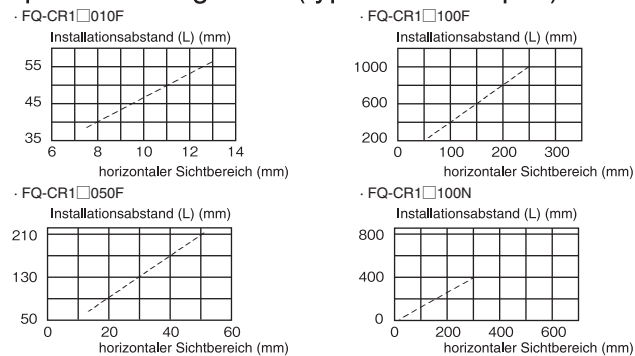 · FQ-CR1□010F
Installationsabstand (L) (mm)
55
45
35
6 8 10 12 14
horizontaler Sichtbereich (mm)
· FQ-CR1□100F
Installationsabstand (L) (mm)
1000
600
200
0 100 200 300
horizontaler Sichtbereich (mm)
· FQ-CR1□050F
Installationsabstand (L) (mm)
210
130
50
0 20 40 60
horizontaler Sichtbereich (mm)
· FQ-CR1□100N
Installationsabstand (L) (mm)
800
400
0
0 200 400 600
horizontaler Sichtbereich (mm)